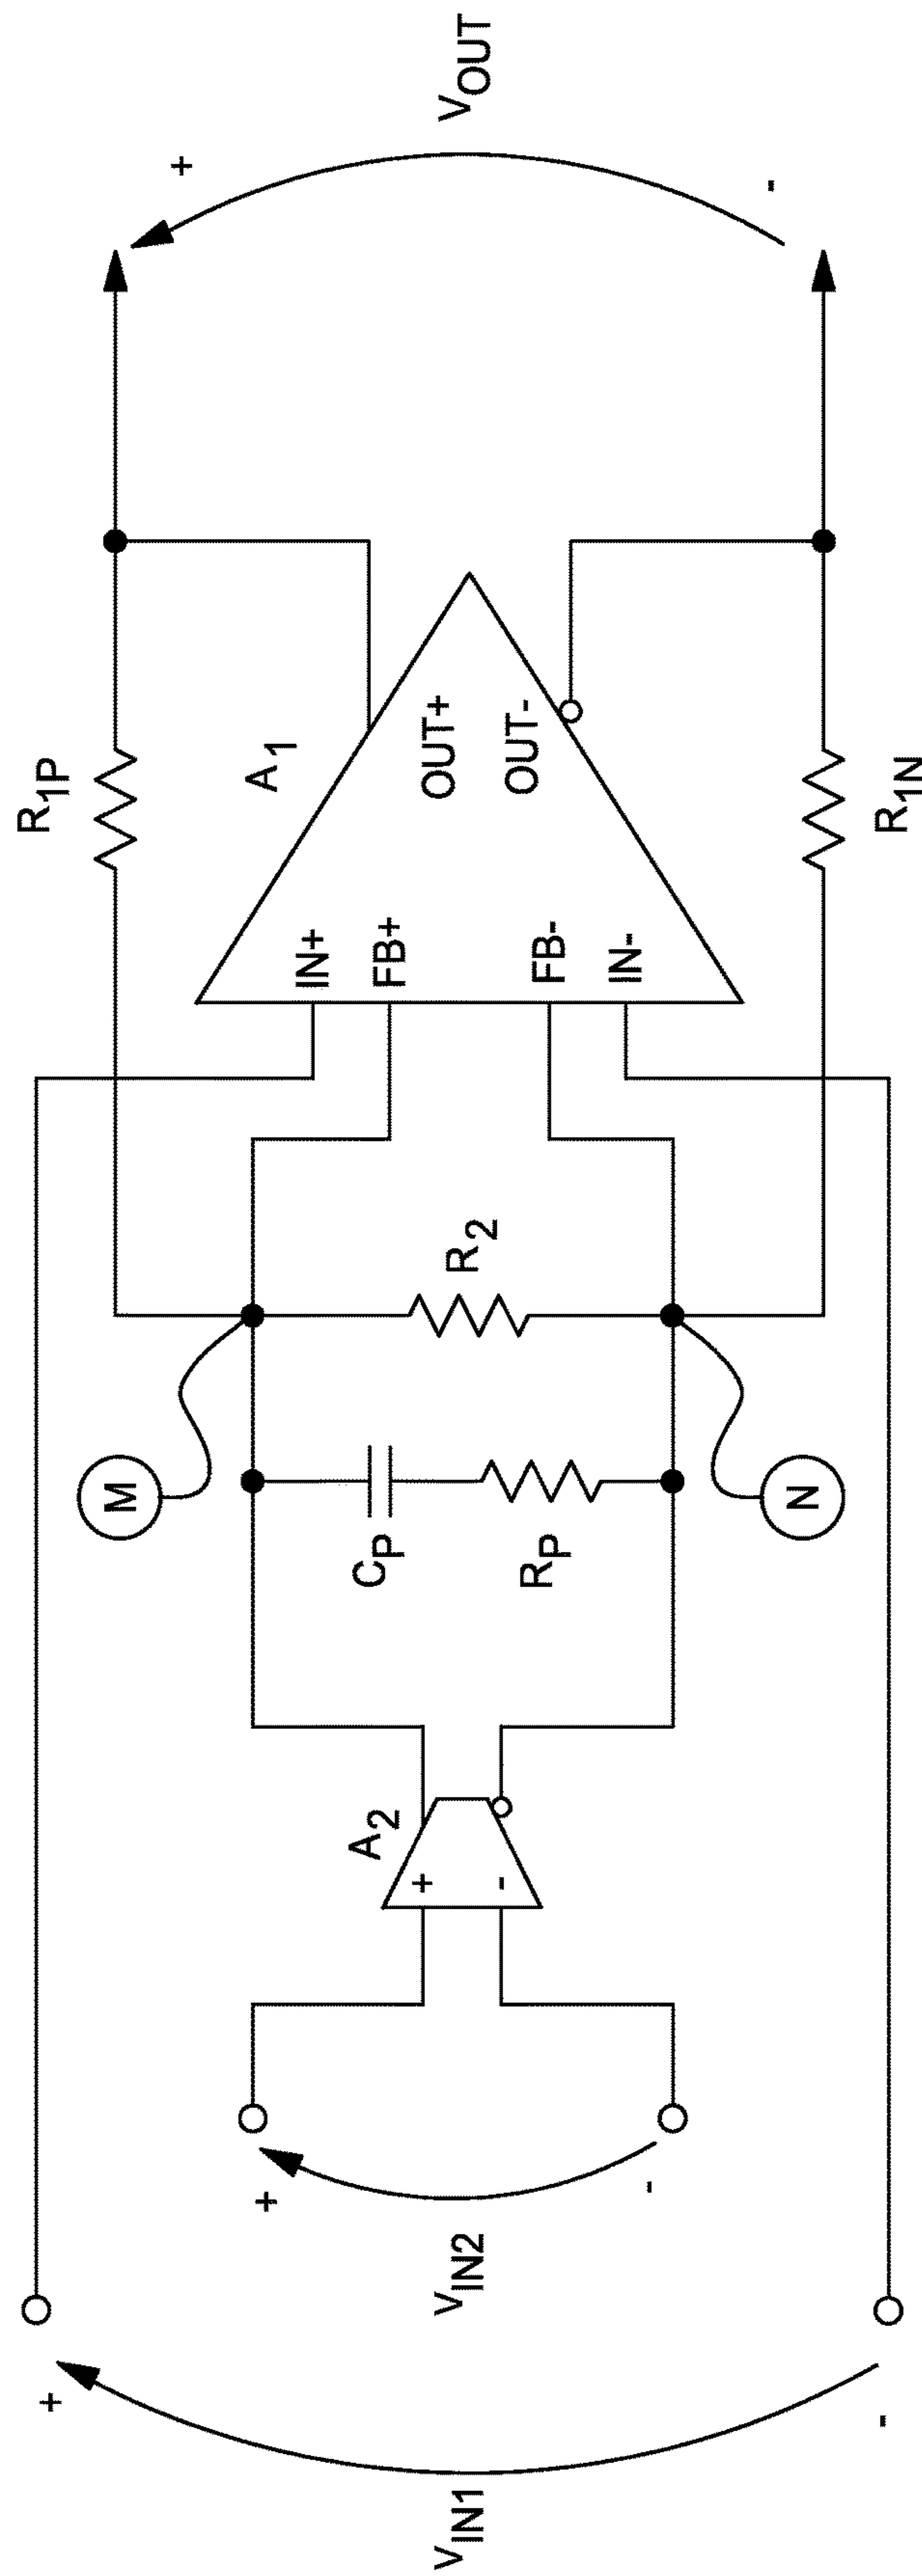 VOUT
+
-
R1P
A1
OUT+
OUT-
R1N
IN+
FB+
FB-
IN-
R2
M
CP
RP
N
A2
+
-
+
-
VIN2
+
-
VIN1